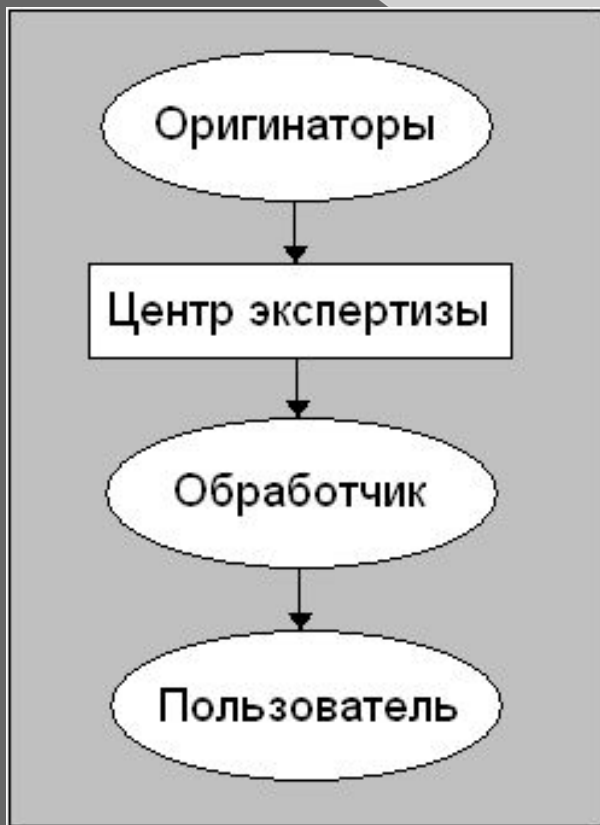 Оригинаторы
Центр экспертизы
Обработчик
Пользователь